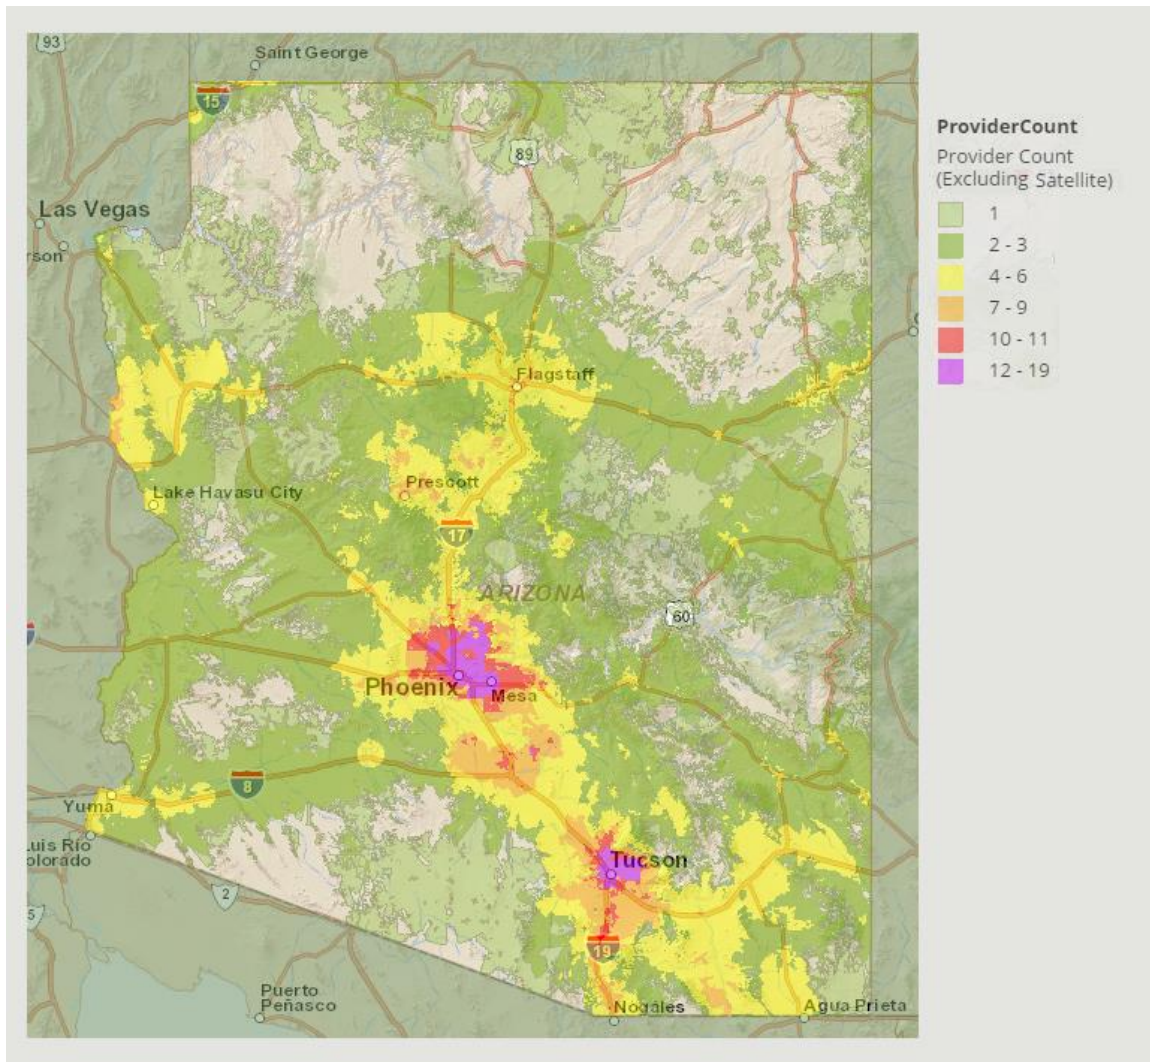 93
Saint George
15
89
Las Vegas
rson
Flagstaff
Prescott
Lake Havasu City
17
ARIZONA
60
Phoenix
Mesa
8
Yuma
Luis Río
olorado
Tucson
2
5
19
Puerto
Peñasco
Nogáles
Agua Prieta
ProviderCount
Provider Count
(Excluding Satellite)
1
2 - 3
4 - 6
7 - 9
10 - 11
12 - 19